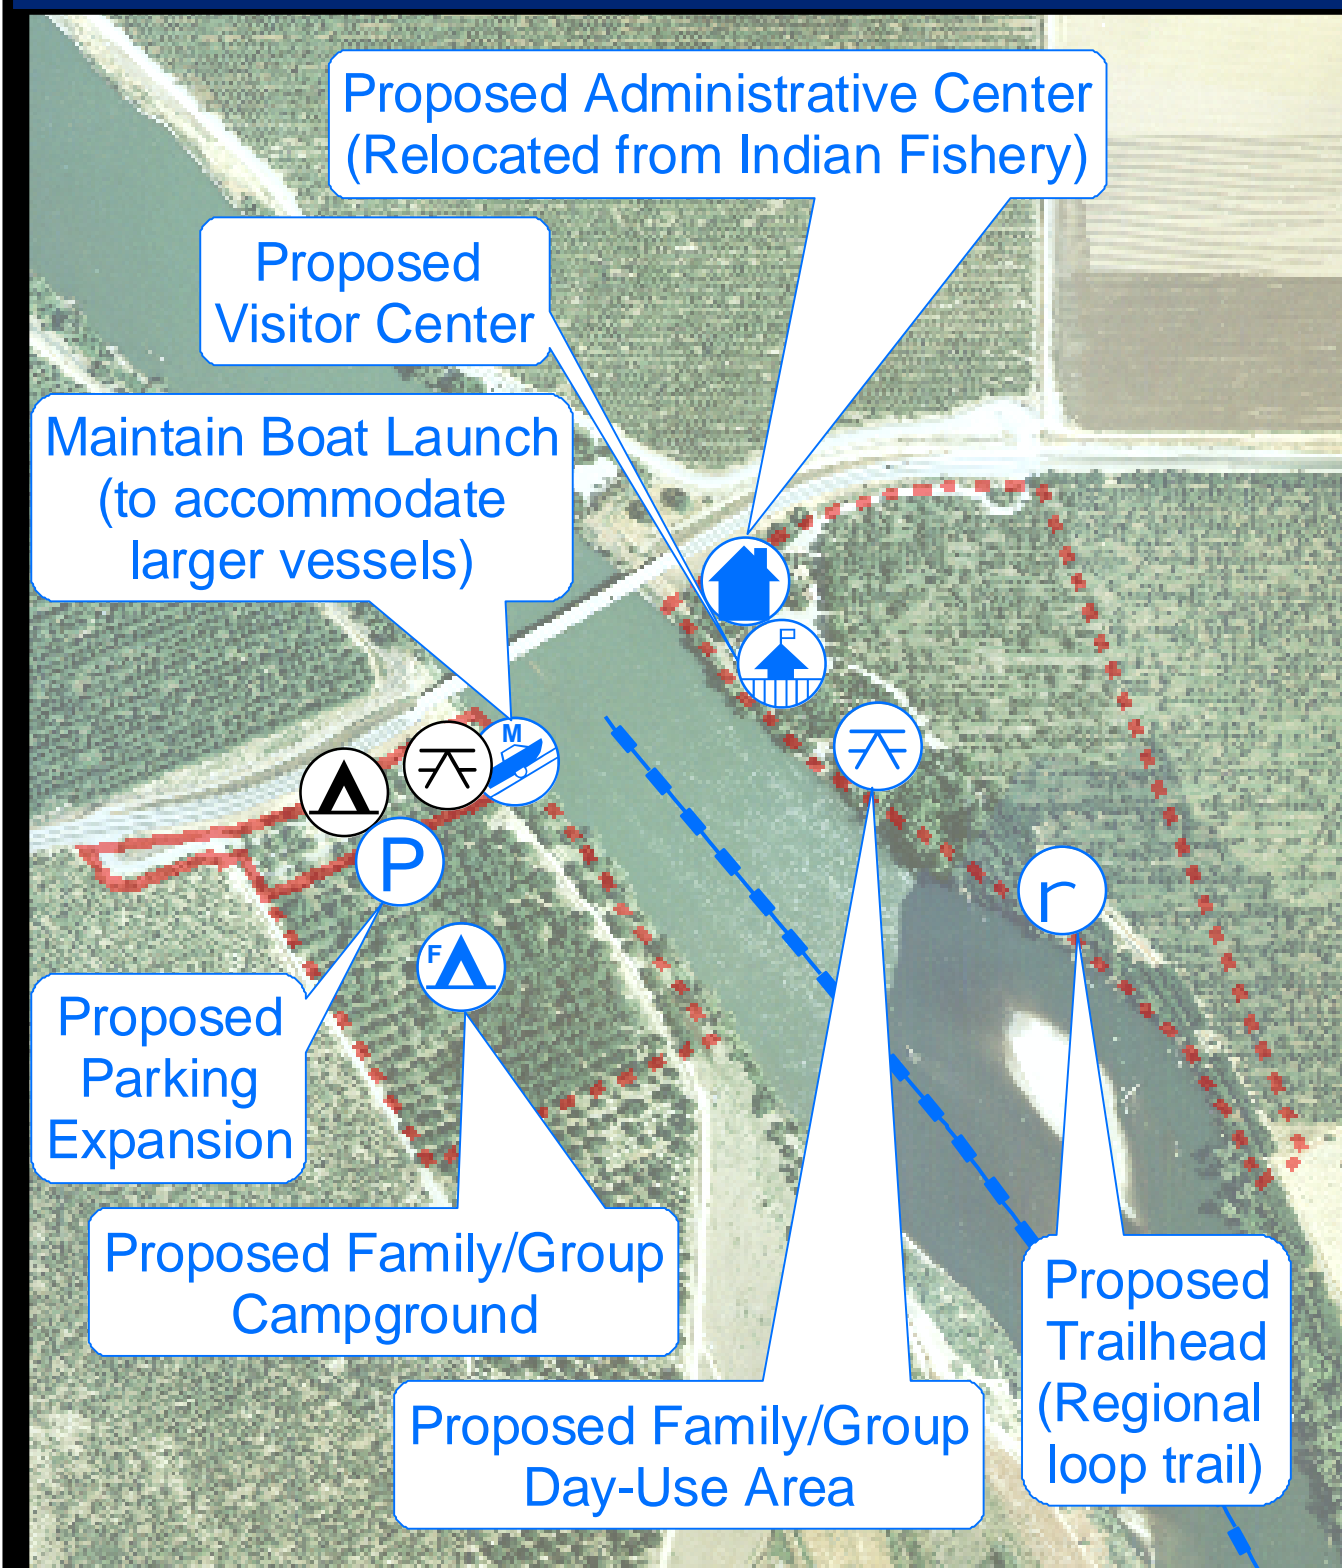 Proposed Administrative Center
(Relocated from Indian Fishery)
Proposed
Visitor Center
Maintain Boat Launch
(to accommodate
larger vessels)
M
P
r
F
Proposed
Parking
Expansion
Proposed Family/Group
Campground
Proposed
Trailhead
(Regional
loop trail)
Proposed Family/Group
Day-Use Area